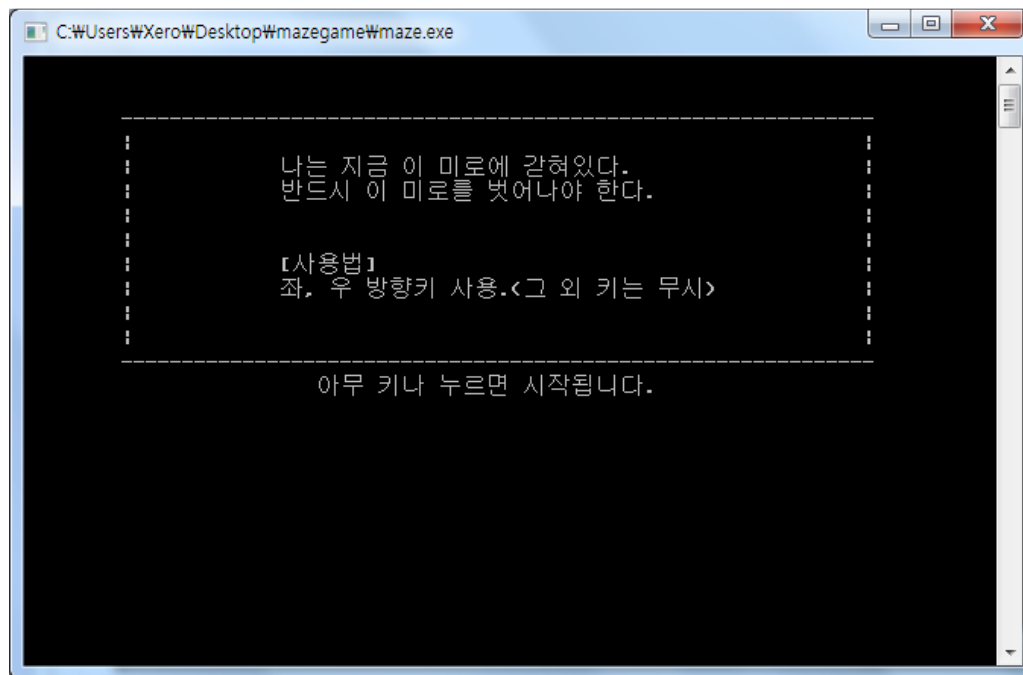 C:₩Users₩Xero₩Desktop₩mazegame₩maze.exe
나는 지금 이 미로에 갇혀있다.
반드시 이 미로를 벗어나야 한다.
[사용법]
좌, 우 방향키 사용.(그 외 키는 무시)
아무 키나 누르면 시작됩니다.